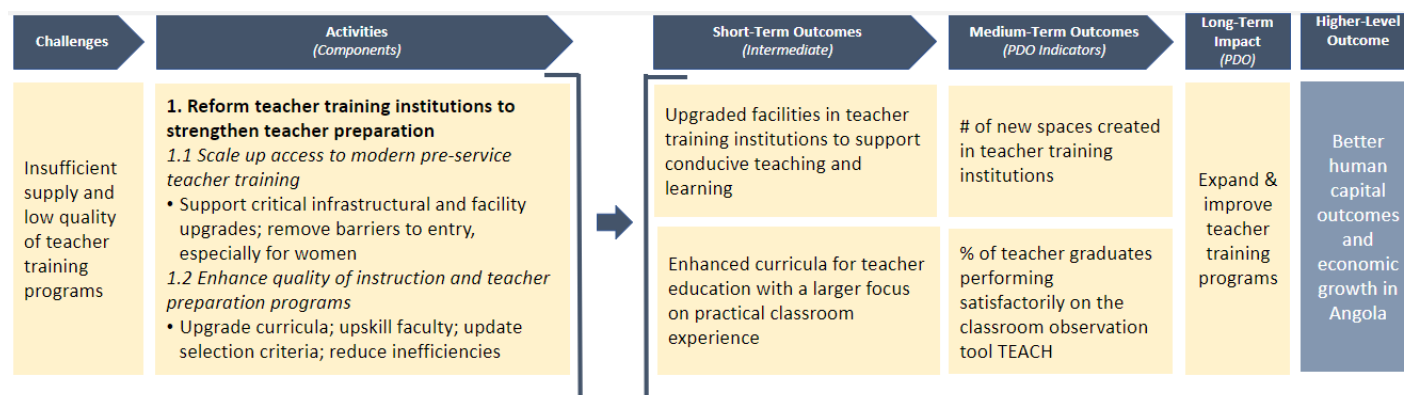 Challenges
Activities
(Components)
Short-Term Outcomes
(Intermediate)
Medium-Term Outcomes
(PDO Indicators)
Long-Term
Impact
(PDO)
Higher-Level
Outcome
Insufficient
supply and
low quality
of teacher
training
programs
1. Reform teacher training institutions to
strengthen teacher preparation
1.1 Scale up access to modern pre-service
teacher training
• Support critical infrastructural and facility
upgrades; remove barriers to entry,
especially for women
1.2 Enhance quality of instruction and teacher
preparation programs
• Upgrade curricula; upskill faculty; update
selection criteria; reduce inefficiencies
Upgraded facilities in teacher
training institutions to support
conducive teaching and
learning
Enhanced curricula for teacher
education with a larger focus
on practical classroom
experience
# of new spaces created
in teacher training
institutions
% of teacher graduates
performing
satisfactorily on the
classroom observation
tool TEACH
Expand &
improve
teacher
training
programs
Better
human
capital
outcomes
and
economic
growth in
Angola